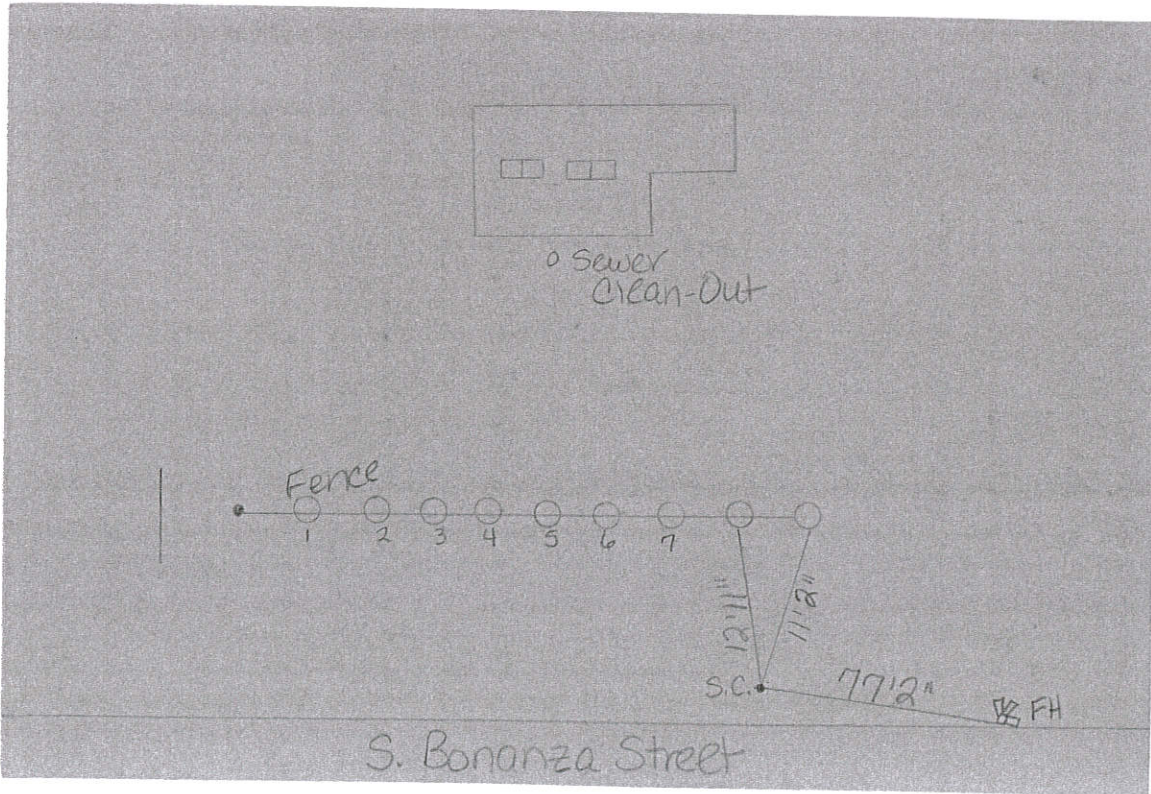 o Sewer
Clean-Out
Fence
1 2 3 4 5 6 7
12'11"
11'2"
S.C.
77'2"
FH
S. Bonanza Street